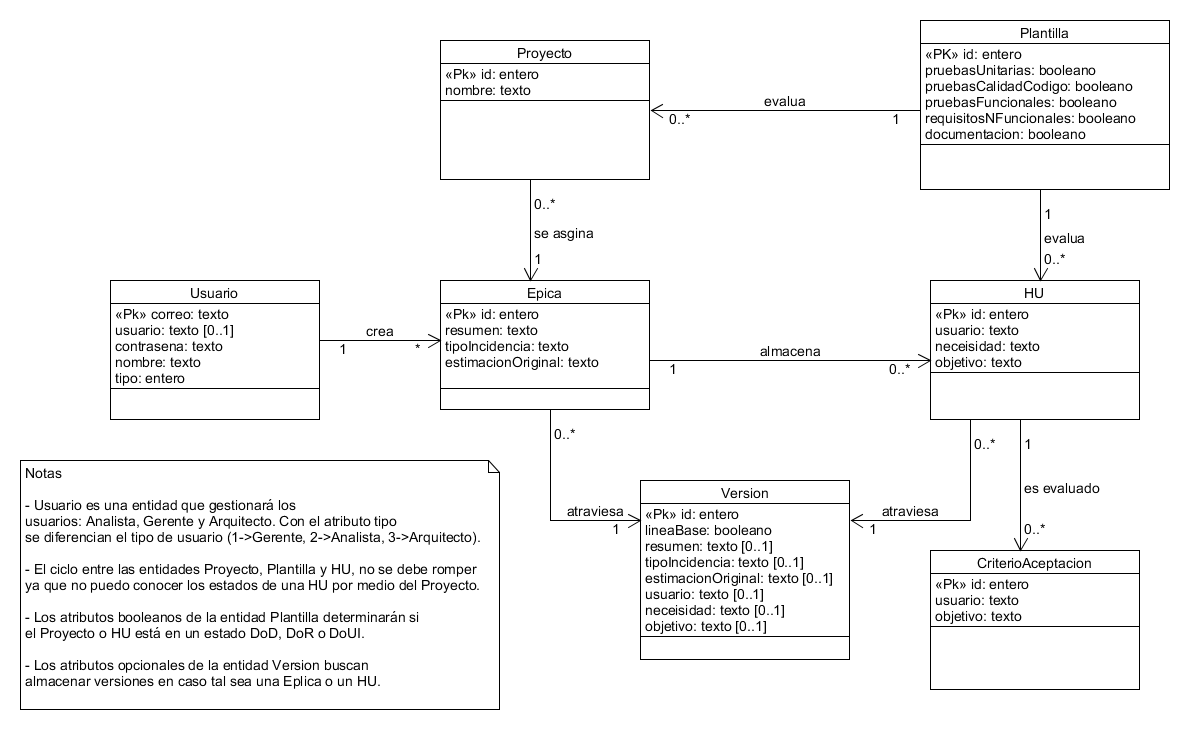 Proyecto
«Pk» id: entero
nombre: texto
Plantilla
«PK» id: entero
pruebasUnitarias: booleano
pruebasCalidadCodigo: booleano
pruebasFuncionales: booleano
requisitosNFuncionales: booleano
documentacion: booleano
evalua
0..*
1
0..*
se asgina
1
1
evalua
0..*
Usuario
«Pk» correo: texto
usuario: texto [0..1]
contrasena: texto
nombre: texto
tipo: entero
crea
1
*
Epica
«Pk» id: entero
resumen: texto
tipoIncidencia: texto
estimacionOriginal: texto
almacena
1
0..*
HU
«Pk» id: entero
usuario: texto
neceisidad: texto
objetivo: texto
0..*
atraviesa
1
0..*
atraviesa
1
1
es evaluado
0..*
Version
«Pk» id: entero
lineaBase: booleano
resumen: texto [0..1]
tipoIncidencia: texto [0..1]
estimacionOriginal: texto [0..1]
usuario: texto [0..1]
neceisidad: texto [0..1]
objetivo: texto [0..1]
CriterioAceptacion
«Pk» id: entero
usuario: texto
objetivo: texto
Notas
- Usuario es una entidad que gestionará los
usuarios: Analista, Gerente y Arquitecto. Con el atributo tipo
se diferencian el tipo de usuario (1->Gerente, 2->Analista, 3->Arquitecto).
- El ciclo entre las entidades Proyecto, Plantilla y HU, no se debe romper
ya que no puedo conocer los estados de una HU por medio del Proyecto.
- Los atributos booleanos de la entidad Plantilla determinarán si
el Proyecto o HU está en un estado DoD, DoR o DoUI.
- Los atributos opcionales de la entidad Version buscan
almacenar versiones en caso tal sea una Eplica o un HU.